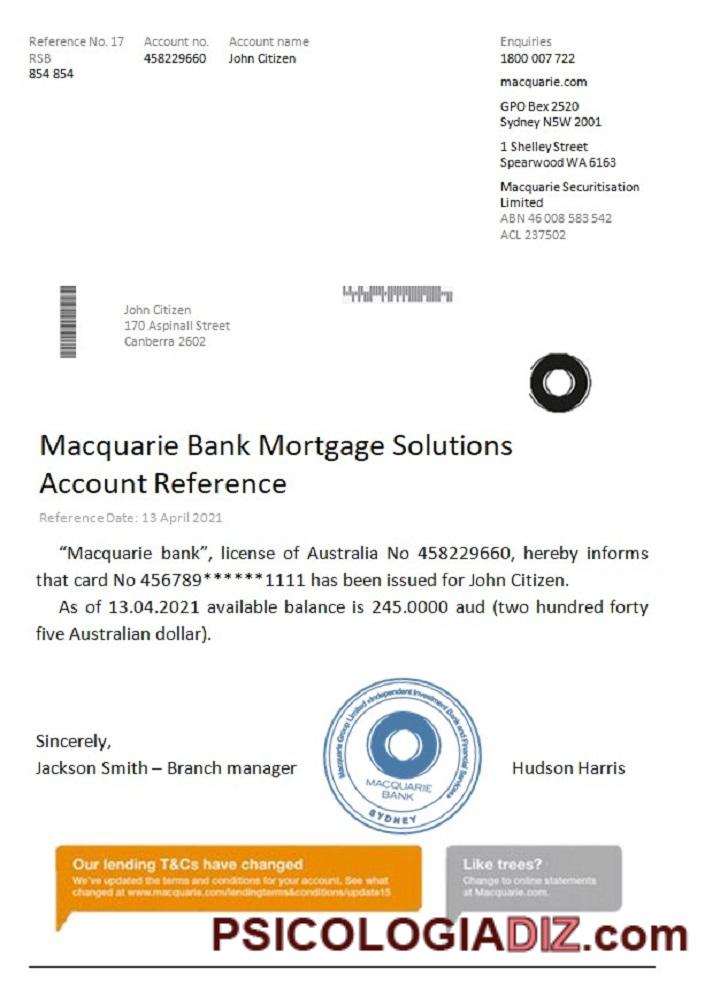 Reference No. 17
RSB
854 854
Account no.
458229660
Account name
John Citizen
Enquiries
1800 007 722
macquarie.com
GPO Bex 2520
Sydney N5W 2001
1 Shelley Street
Spearwood WA 6163
Macquarie Securitisation
Limited
ABN 46 008 583 542
ACL 237502
John Citizen
170 Aspinall Street
Canberra 2602
Macquarie Bank Mortgage Solutions
Account Reference
Reference Date: 13 April 2021
“Macquarie bank”, license of Australia No 458229660, hereby informs
that card No 456789******1111 has been issued for John Citizen.
As of 13.04.2021 available balance is 245.0000 aud (two hundred forty
five Australian dollar).
Sincerely,
Jackson Smith – Branch manager
Macquarie Group Limited •Independent Investment Bank and Financial Services•
MACQUARIE
BANK
SYDNEY
Hudson Harris
Our lending T&Cs have changed
We've updated the terms and conditions for your account. See what
changed at www.macquarie.com/lendingterms&conditions/update15
Like trees?
Change to online statements
at Macquarie.com.
PSICOLOGIADIZ.com